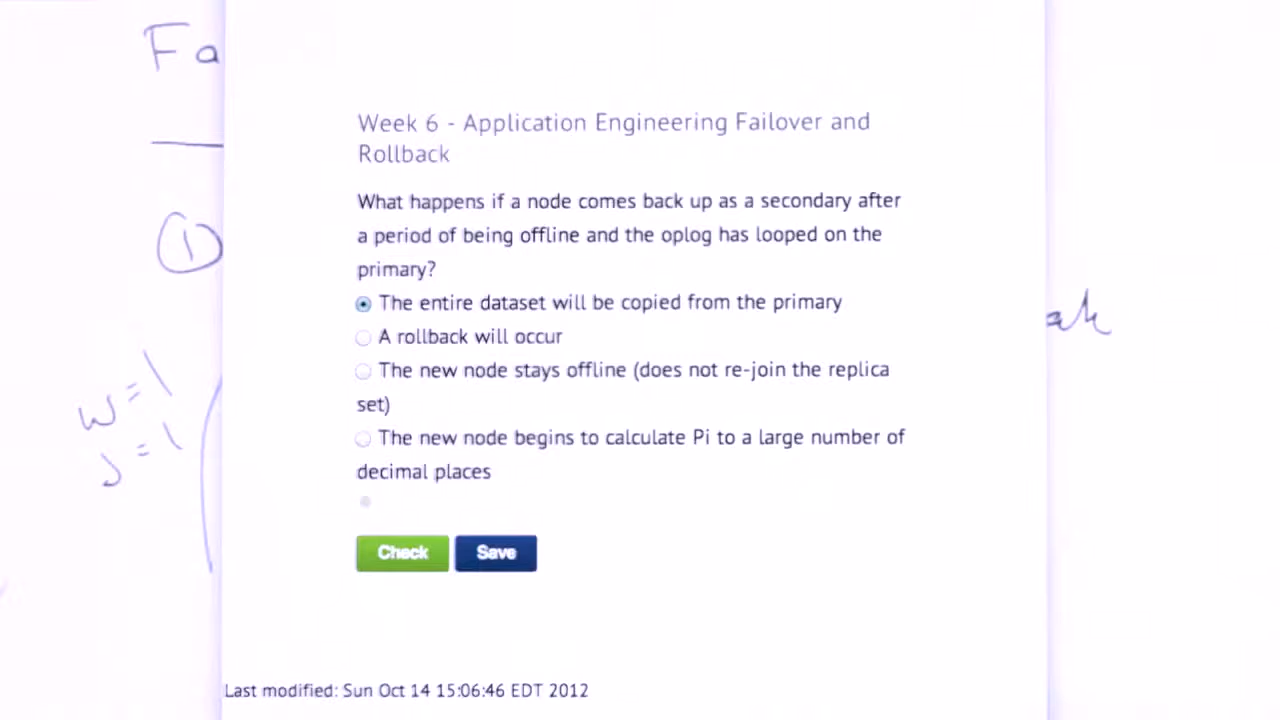 Fa
Week 6 - Application Engineering Failover and
Rollback
What happens if a node comes back up as a secondary after
a period of being offline and the oplog has looped on the
primary?
1
The entire dataset will be copied from the primary
A rollback will occur
The new node stays offline (does not re-join the replica
set)
w=1
J=1
The new node begins to calculate Pi to a large number of
decimal places
Check Save
Last modified: Sun Oct 14 15:06:46 EDT 2012